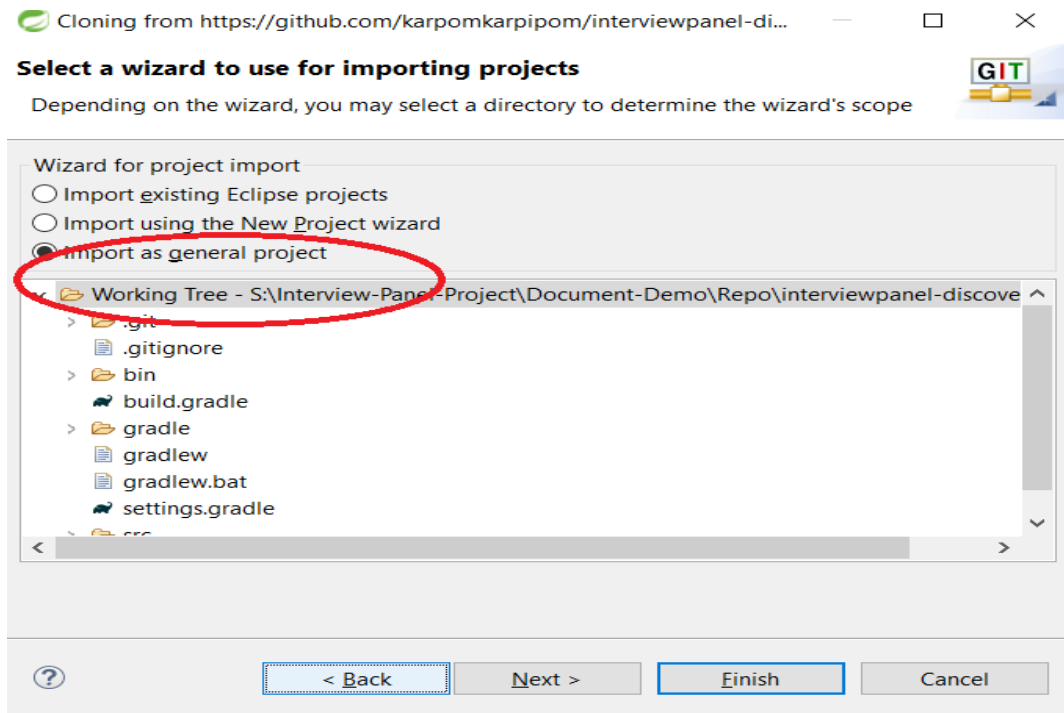 Cloning from https://github.com/karpomkarpipom/interviewpanel-di...
Select a wizard to use for importing projects
GIT
Depending on the wizard, you may select a directory to determine the wizard's scope
Wizard for project import
Import existing Eclipse projects
Import using the New Project wizard
Import as general project
Working Tree - S:\Interview-Panel-Project\Document-Demo\Repo\interviewpanel-discove
.git
.gitignore
bin
build.gradle
gradle
gradlew
gradlew.bat
settings.gradle
src
? < Back Next > Finish Cancel